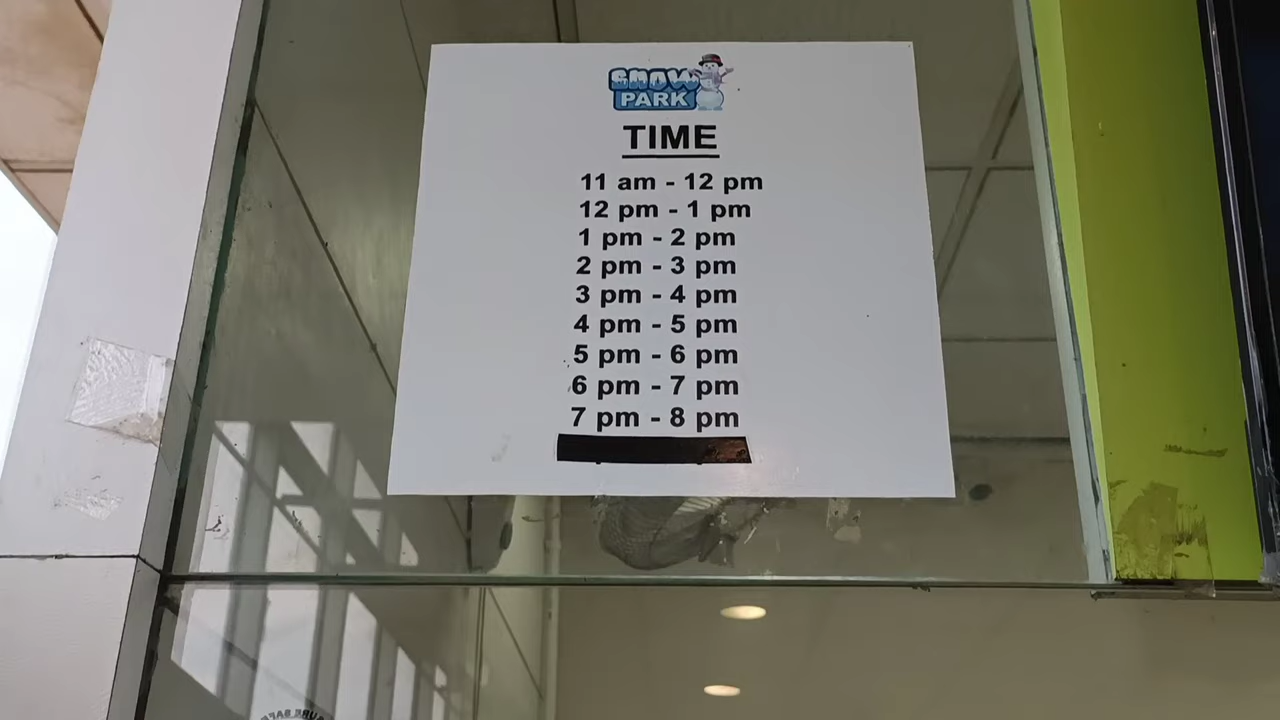 SNOW
PARK
TIME
11 am - 12 pm
12 pm - 1 pm
1 pm - 2 pm
2 pm - 3 pm
3 pm - 4 pm
4 pm - 5 pm
5 pm - 6 pm
6 pm - 7 pm
7 pm - 8 pm